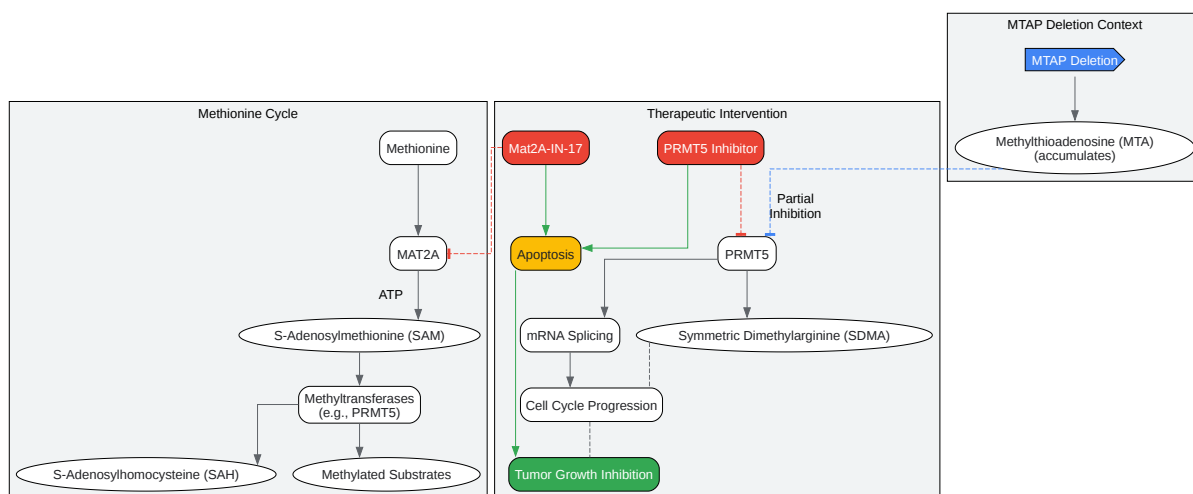 MTAP Deletion Context
MTAP Deletion
Methylthioadenosine (MTA)
(accumulates)
Methionine Cycle
Methionine
MAT2A
ATP
S-Adenosylmethionine (SAM)
Methyltransferases
(e.g., PRMT5)
S-Adenosylhomocysteine (SAH)
Methylated Substrates
Therapeutic Intervention
Mat2A-IN-17
PRMT5 Inhibitor
Partial
Inhibition
Apoptosis
PRMT5
mRNA Splicing
Symmetric Dimethylarginine (SDMA)
Cell Cycle Progression
Tumor Growth Inhibition